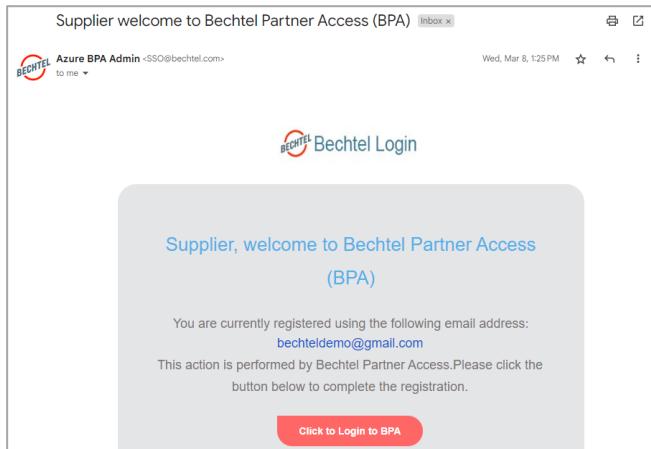 Supplier welcome to Bechtel Partner Access (BPA) Inbox ×
BECHTEL
Azure BPA Admin <SSO@bechtel.com> Wed, Mar 8, 1:25 PM
to me
BECHTEL Bechtel Login
Supplier, welcome to Bechtel Partner Access
(BPA)
You are currently registered using the following email address:
bechteldemo@gmail.com
This action is performed by Bechtel Partner Access.Please click the
button below to complete the registration.
Click to Login to BPA